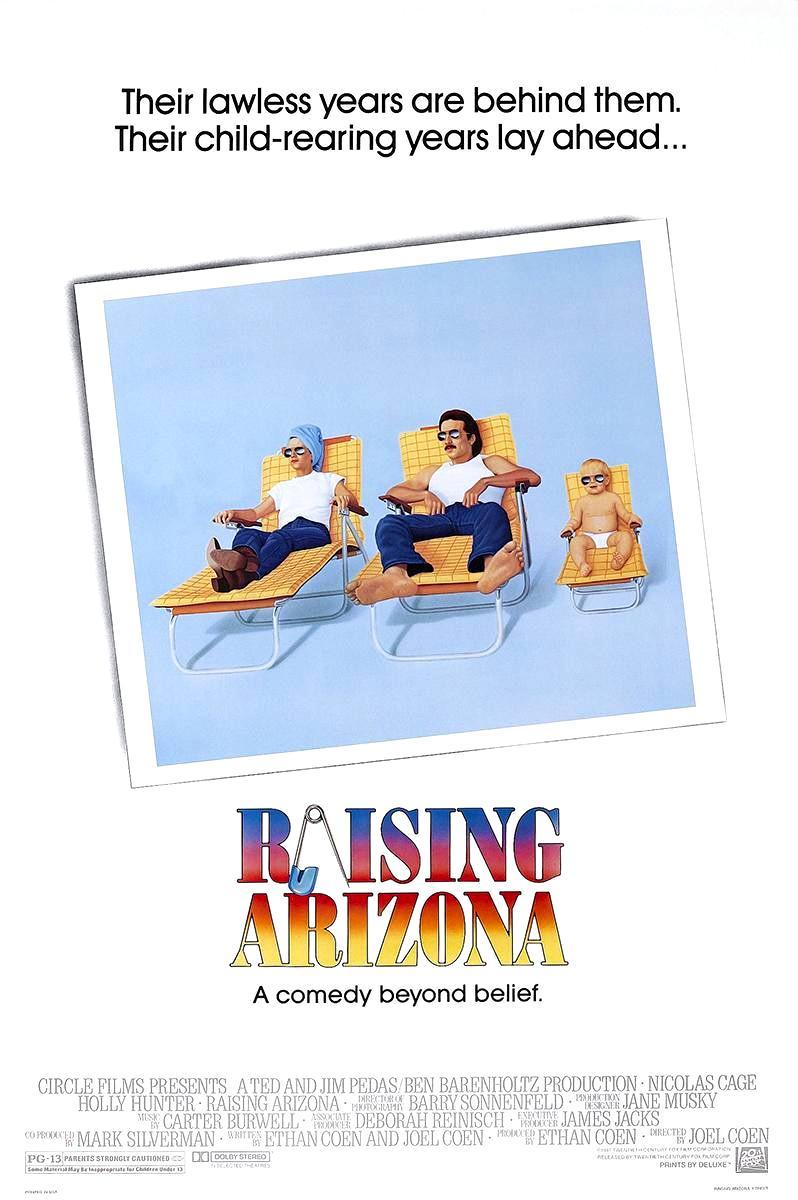 Their lawless years are behind them.
Their child-rearing years lay ahead...
RAISING
ARIZONA
A comedy beyond belief.
CIRCLE FILMS PRESENTS A TED AND JIM PEDAS/BEN BARENHOLTZ PRODUCTION · NICOLAS CAGE
HOLLY HUNTER · RAISING ARIZONA · DIRECTOR OF PHOTOGRAPHY BARRY SONNENFELD · PRODUCTION DESIGNER JANE MUSKY
MUSIC BY CARTER BURWELL · ASSOCIATE PRODUCER DEBORAH REINISCH · EXECUTIVE PRODUCER JAMES JACKS
CO PRODUCED BY MARK SILVERMAN · WRITTEN BY ETHAN COEN AND JOEL COEN · PRODUCED BY ETHAN COEN · DIRECTED BY JOEL COEN
PG-13 PARENTS STRONGLY CAUTIONED
Some Material May Be Inappropriate for Children Under 13
DOLBY STEREO
IN SELECTED THEATRES
TWENTIETH CENTURY FOX FILM CORPORATION
RELEASED BY TWENTIETH CENTURY FOX FILM CORP.
PRINTS BY DELUXE